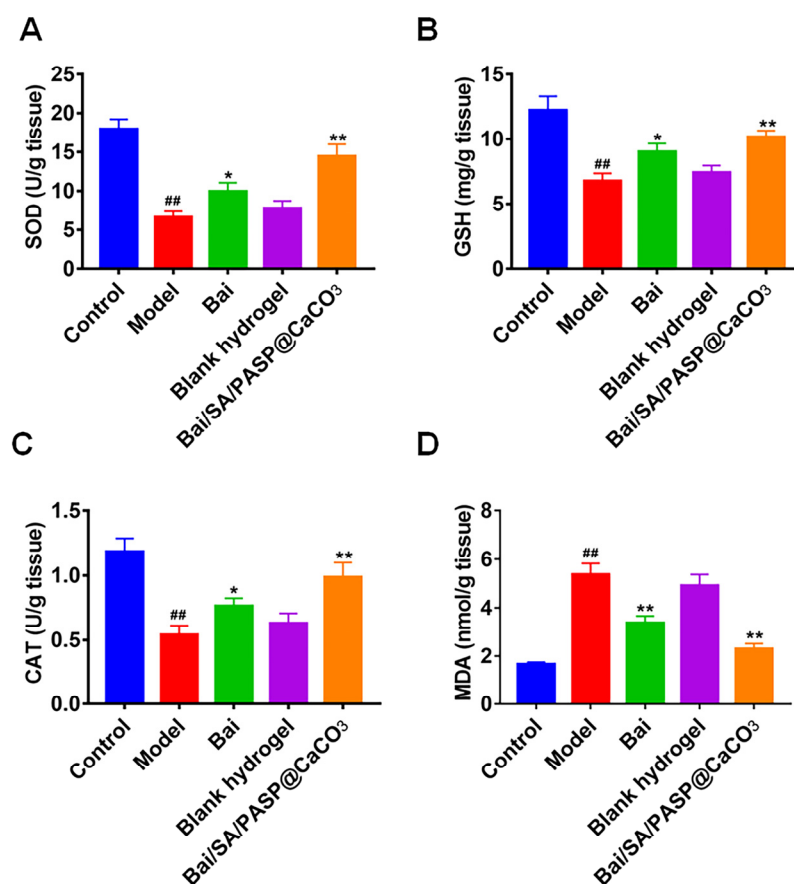 A
SOD (U/g tissue)
25
20
15
10
5
0
##
*
**
Control
Model
Bai
Blank hydrogel
Bai/SA/PASP@CaCO3
B
GSH (mg/g tissue)
15
10
5
0
##
*
**
Control
Model
Bai
Blank hydrogel
Bai/SA/PASP@CaCO3
C
CAT (U/g tissue)
1.5
1.0
0.5
0.0
##
*
**
Control
Model
Bai
Blank hydrogel
Bai/SA/PASP@CaCO3
D
MDA (nmol/g tissue)
8
6
4
2
0
##
**
**
Control
Model
Bai
Blank hydrogel
Bai/SA/PASP@CaCO3